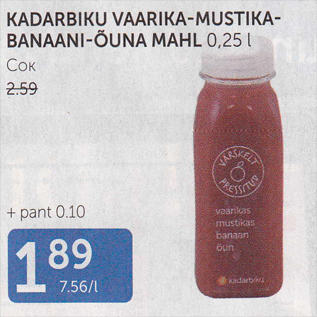 KADARBIKU VAARIKA-MUSTIKA-
BANAANI-ÕUNA MAHL 0,25 l
Сок
2.59
+ pant 0.10
1 89
7.56/l
VÄRSKELT
PRESSITUD
vaarikas
mustikas
banaan
õun
kadarbiku